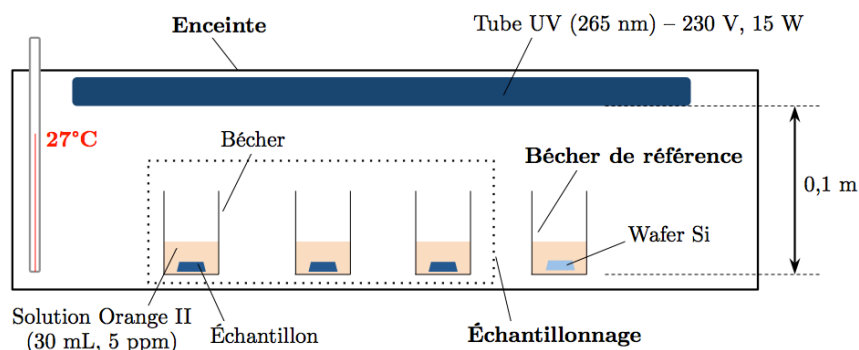 Enceinte
Tube UV (265 nm) – 230 V, 15 W
27°C
Bécher
Bécher de référence
0,1 m
Wafer Si
Solution Orange II
(30 mL, 5 ppm)
Échantillon
Échantillonnage